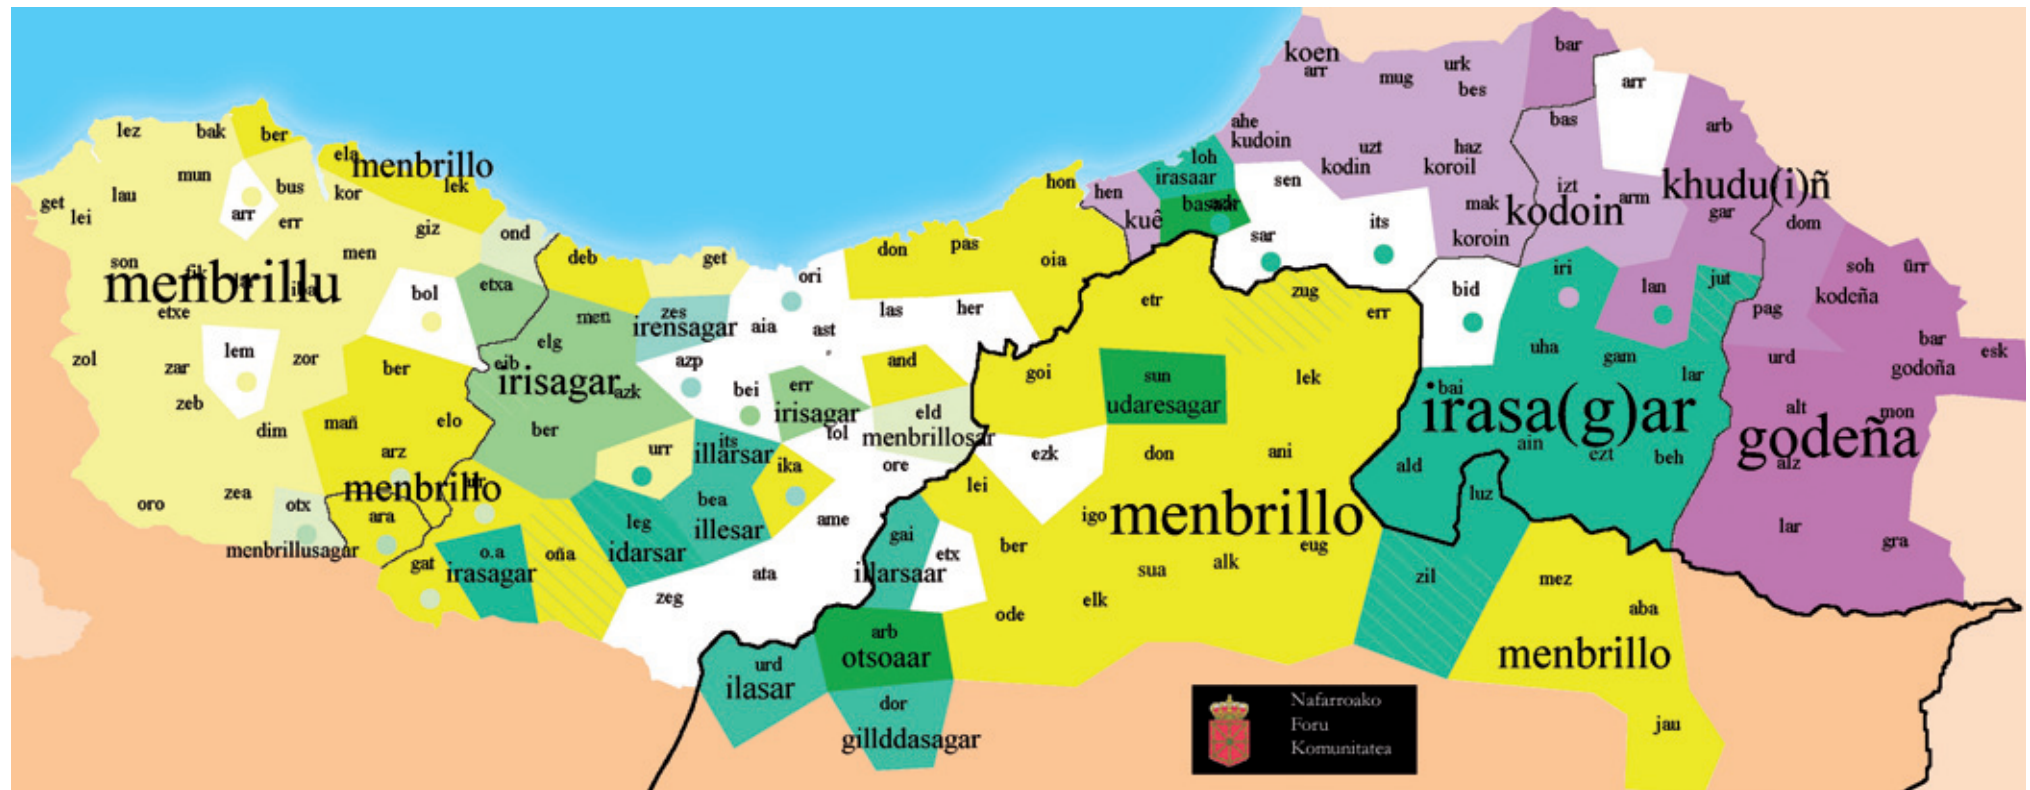 koen
bar
arr
mug
urk
bes
arr
lez
bak
ber
ahe
kudoin
bas
arb
ela
menbrillo
lek
loh
irasaar
uzt
kodin
haz
koroil
mun
lau
bus
kor
hon
hen
sen
izt
arm
khudu(i)ñ
get
lei
arr
err
giz
ond
kuê
mak
kodoin
gar
dom
son
men
deb
get
don
pas
oia
sar
its
koroin
menbrillu
etxe
bol
etxa
ori
etr
zug
err
bid
iri
lan
jut
soh
ürr
kodeña
pag
zes
irensagar
men
aia
ast
las
her
zol
zar
lem
zor
ber
eib
elg
irisagar
azk
azp
bei
err
irisagar
and
goi
sun
udaresagar
lek
uha
gam
lar
urd
bar
godoña
esk
zeb
dim
mañ
elo
ber
eld
menbrillosar
bai
irasa(g)ar
alt
mon
godeña
arz
urr
its
illarsar
ika
ore
ezk
don
ani
ald
ain
ezt
beh
alz
oro
zea
otx
menbrillo
ara
bea
illesar
lei
igo
menbrillo
luz
menbrillusagar
gat
o.a
irasagar
oña
leg
idarsar
ame
gai
illarsaar
etx
ber
sua
alk
eug
lar
gra
zeg
ata
ode
elk
zil
mez
aba
urd
ilasar
arb
otsoaar
menbrillo
dor
gillddasagar
jau
Nafarroako
Foru
Komunitatea